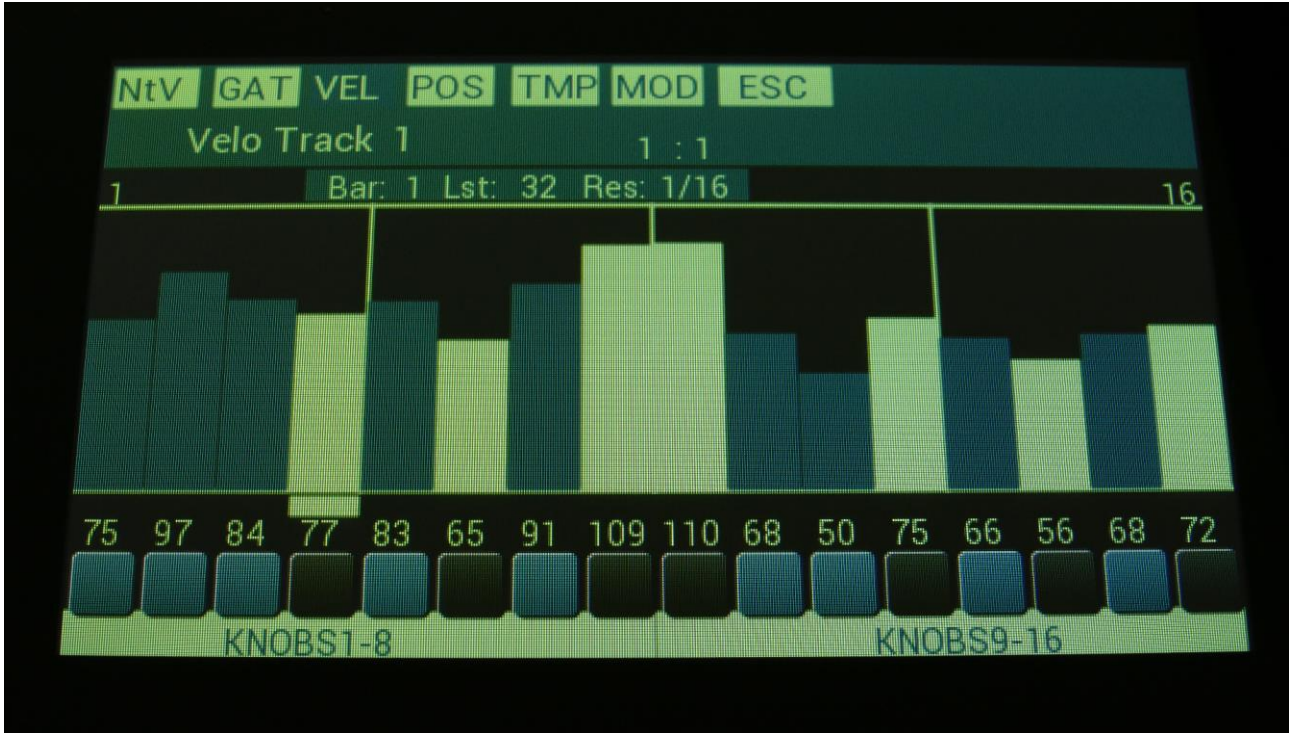 NtV GAT VEL POS TMP MOD ESC
Velo Track 1 1 : 1
1 Bar: 1 Lst: 32 Res: 1/16 16
75 97 84 77 83 65 91 109 110 68 50 75 66 56 68 72
KNOBS1-8 KNOBS9-16